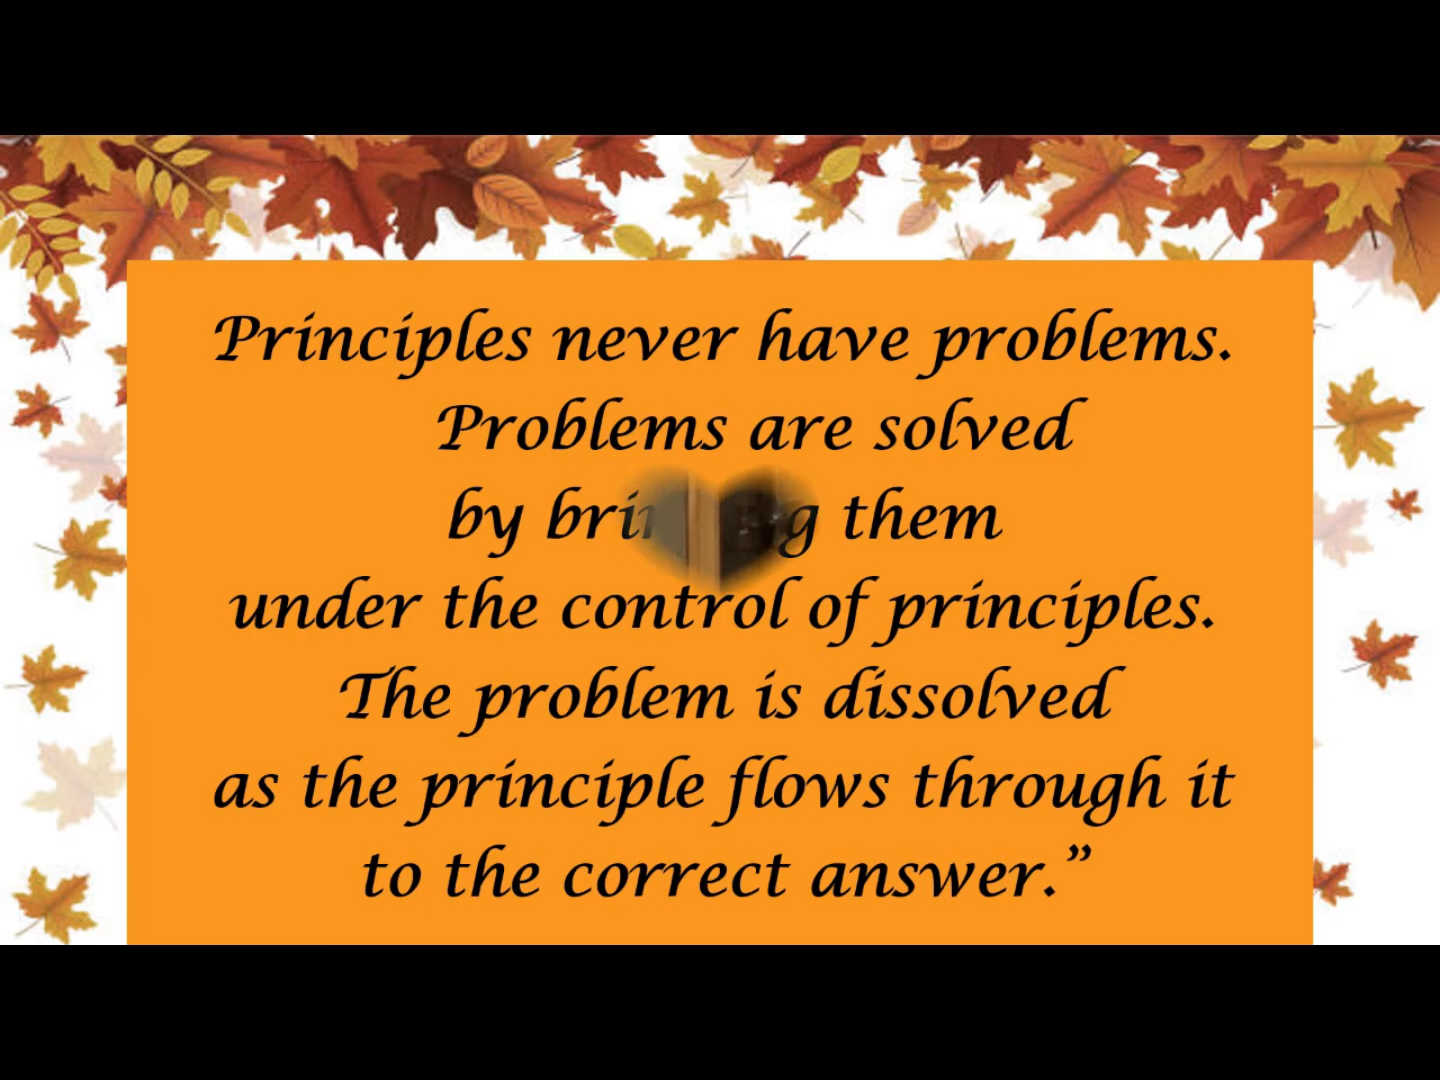 Principles never have problems.
Problems are solved
by bringing them
under the control of principles.
The problem is dissolved
as the principle flows through it
to the correct answer.”